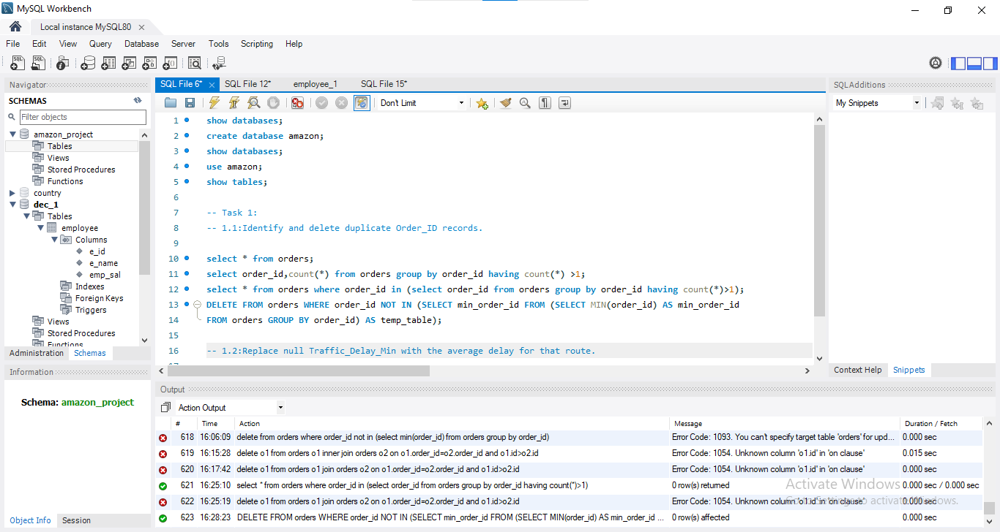 MySQL Workbench
Local instance MySQL80
File Edit View Query Database Server Tools Scripting Help
Navigator
SCHEMAS
Filter objects
amazon_project
Tables
Views
Stored Procedures
Functions
country
dec_1
Tables
employee
Columns
e_id
e_name
emp_sal
Indexes
Foreign Keys
Triggers
Views
Stored Procedures
Functions
Administration Schemas
Information
Schema: amazon_project
Object Info Session
SQL File 6* SQL File 12* employee_1 SQL File 15*
Don't Limit
1 show databases;
2 create database amazon;
3 show databases;
4 use amazon;
5 show tables;
6
7 -- Task 1:
8 -- 1.1:Identify and delete duplicate Order_ID records.
9
10 select * from orders;
11 select order_id,count(*) from orders group by order_id having count(*) >1;
12 select * from orders where order_id in (select order_id from orders group by order_id having count(*)>1);
13 DELETE FROM orders WHERE order_id NOT IN (SELECT min_order_id FROM (SELECT MIN(order_id) AS min_order_id
14 FROM orders GROUP BY order_id) AS temp_table);
15
16 -- 1.2:Replace null Traffic_Delay_Min with the average delay for that route.
17
SQLAdditions
My Snippets
Context Help Snippets
Output
Action Output
# Time Action Message Duration / Fetch
618 16:06:09 delete from orders where order_id not in (select min(order_id) from orders group by order_id) Error Code: 1093. You can't specify target table 'orders' for upd... 0.000 sec
619 16:15:28 delete o1 from orders o1 inner join orders o2 on o1.order_id=o2.order_id and o1.id>o2.id Error Code: 1054. Unknown column 'o1.id' in 'on clause' 0.015 sec
620 16:17:42 delete o1 from orders o1 join orders o2 on o1.order_id=o2.order_id and o1.id>o2.id Error Code: 1054. Unknown column 'o1.id' in 'on clause' 0.000 sec
621 16:25:10 select * from orders where order_id in (select order_id from orders group by order_id having count(*)>1) 0 row(s) returned 0.000 sec / 0.000 sec
622 16:25:19 delete o1 from orders o1 join orders o2 on o1.order_id=o2.order_id and o1.id>o2.id Error Code: 1054. Unknown column 'o1.id' in 'on clause' 0.000 sec
623 16:28:23 DELETE FROM orders WHERE order_id NOT IN (SELECT min_order_id FROM (SELECT MIN(order_id) AS min_order_id ... 0 row(s) affected 0.000 sec
Activate Windows
Go to Settings to activate Windows.